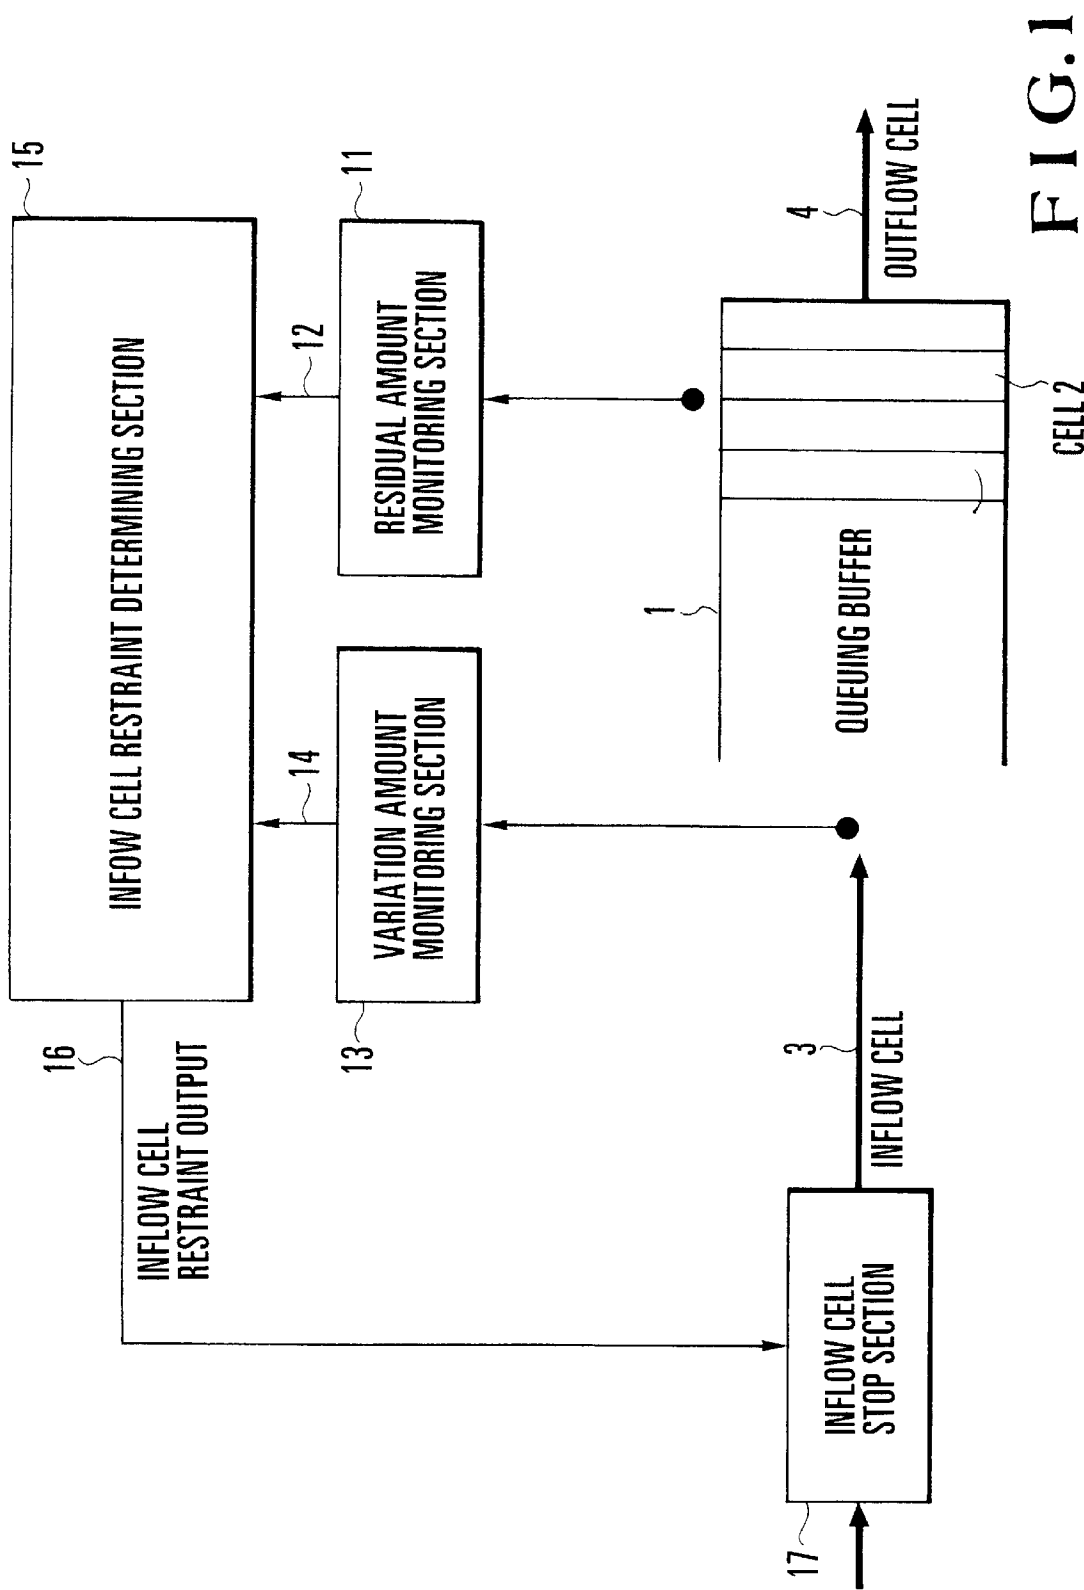 15
INFOW CELL RESTRAINT DETERMINING SECTION
16
INFLOW CELL
RESTRAINT OUTPUT
14
12
13
VARIATION AMOUNT
MONITORING SECTION
11
RESIDUAL AMOUNT
MONITORING SECTION
17
INFLOW CELL
STOP SECTION
3
INFLOW CELL
1
QUEUING BUFFER
CELL 2
4
OUTFLOW CELL
FIG.1